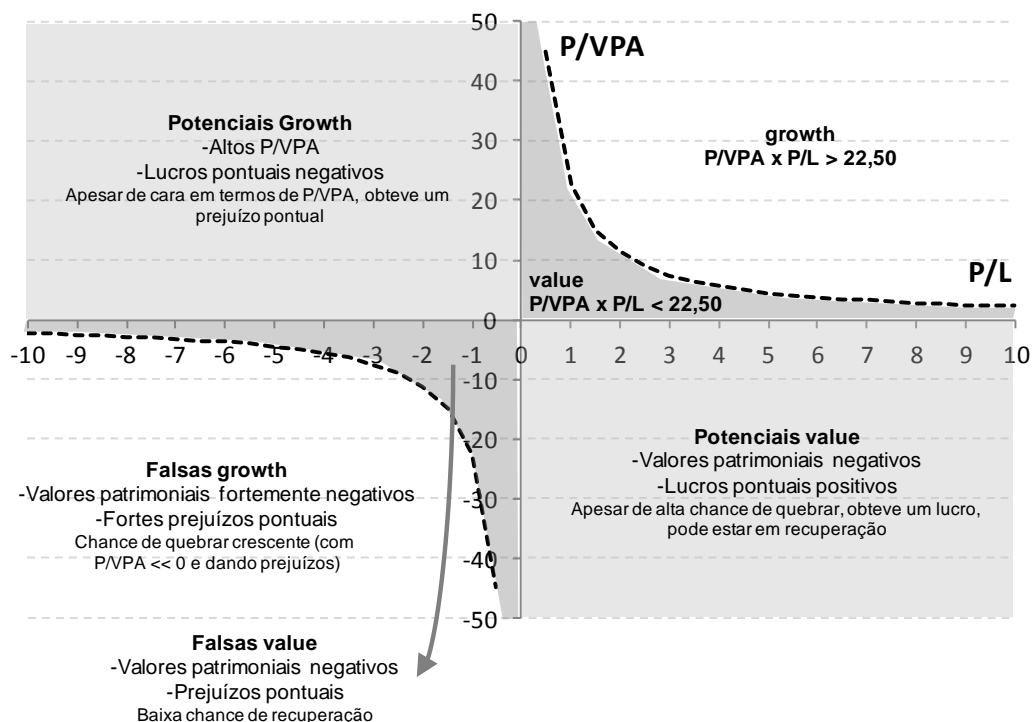 50
P/VPA
40
Potenciais Growth
-Altos P/VPA
-Lucros pontuais negativos
Apesar de cara em termos de P/VPA, obteve um
prejuízo pontual
30
growth
P/VPA x P/L > 22,50
20
10
P/L
value
P/VPA x P/L < 22,50
0
-10 -9 -8 -7 -6 -5 -4 -3 -2 -1 0 1 2 3 4 5 6 7 8 9 10
-10
-20
-30
-40
-50
Potenciais value
-Valores patrimoniais negativos
-Lucros pontuais positivos
Apesar de alta chance de quebrar, obteve um lucro,
pode estar em recuperação
Falsas growth
-Valores patrimoniais fortemente negativos
-Fortes prejuízos pontuais
Chance de quebrar crescente (com
P/VPA << 0 e dando prejuízos)
Falsas value
-Valores patrimoniais negativos
-Prejuízos pontuais
Baixa chance de recuperação